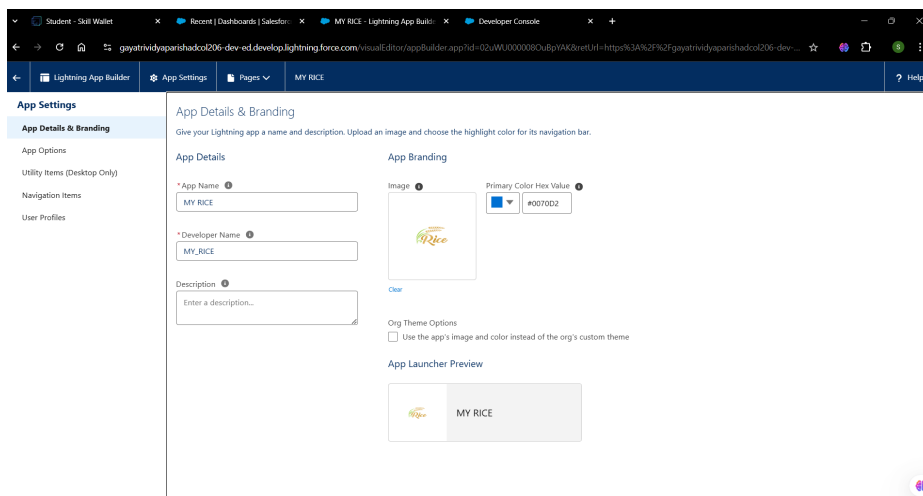 Student - Skill Wallet
Recent | Dashboards | Salesforc
MY RICE - Lightning App Builde
Developer Console
gayatrividyaparishadcol206-dev-ed.develop.lightning.force.com/visualEditor/appBuilder.app?id=02uWU000008OuBpYAK&retUrl=https%3A%2F%2Fgayatrividyaparishadcol206-dev-...
S
Lightning App Builder
App Settings
Pages
MY RICE
? Help
App Settings
App Details & Branding
App Options
Utility Items (Desktop Only)
Navigation Items
User Profiles
App Details & Branding
Give your Lightning app a name and description. Upload an image and choose the highlight color for its navigation bar.
App Details
*App Name
MY RICE
*Developer Name
MY_RICE
Description
Enter a description...
App Branding
Image
Rice
Clear
Primary Color Hex Value
#0070D2
Org Theme Options
Use the app's image and color instead of the org's custom theme
App Launcher Preview
Rice
MY RICE